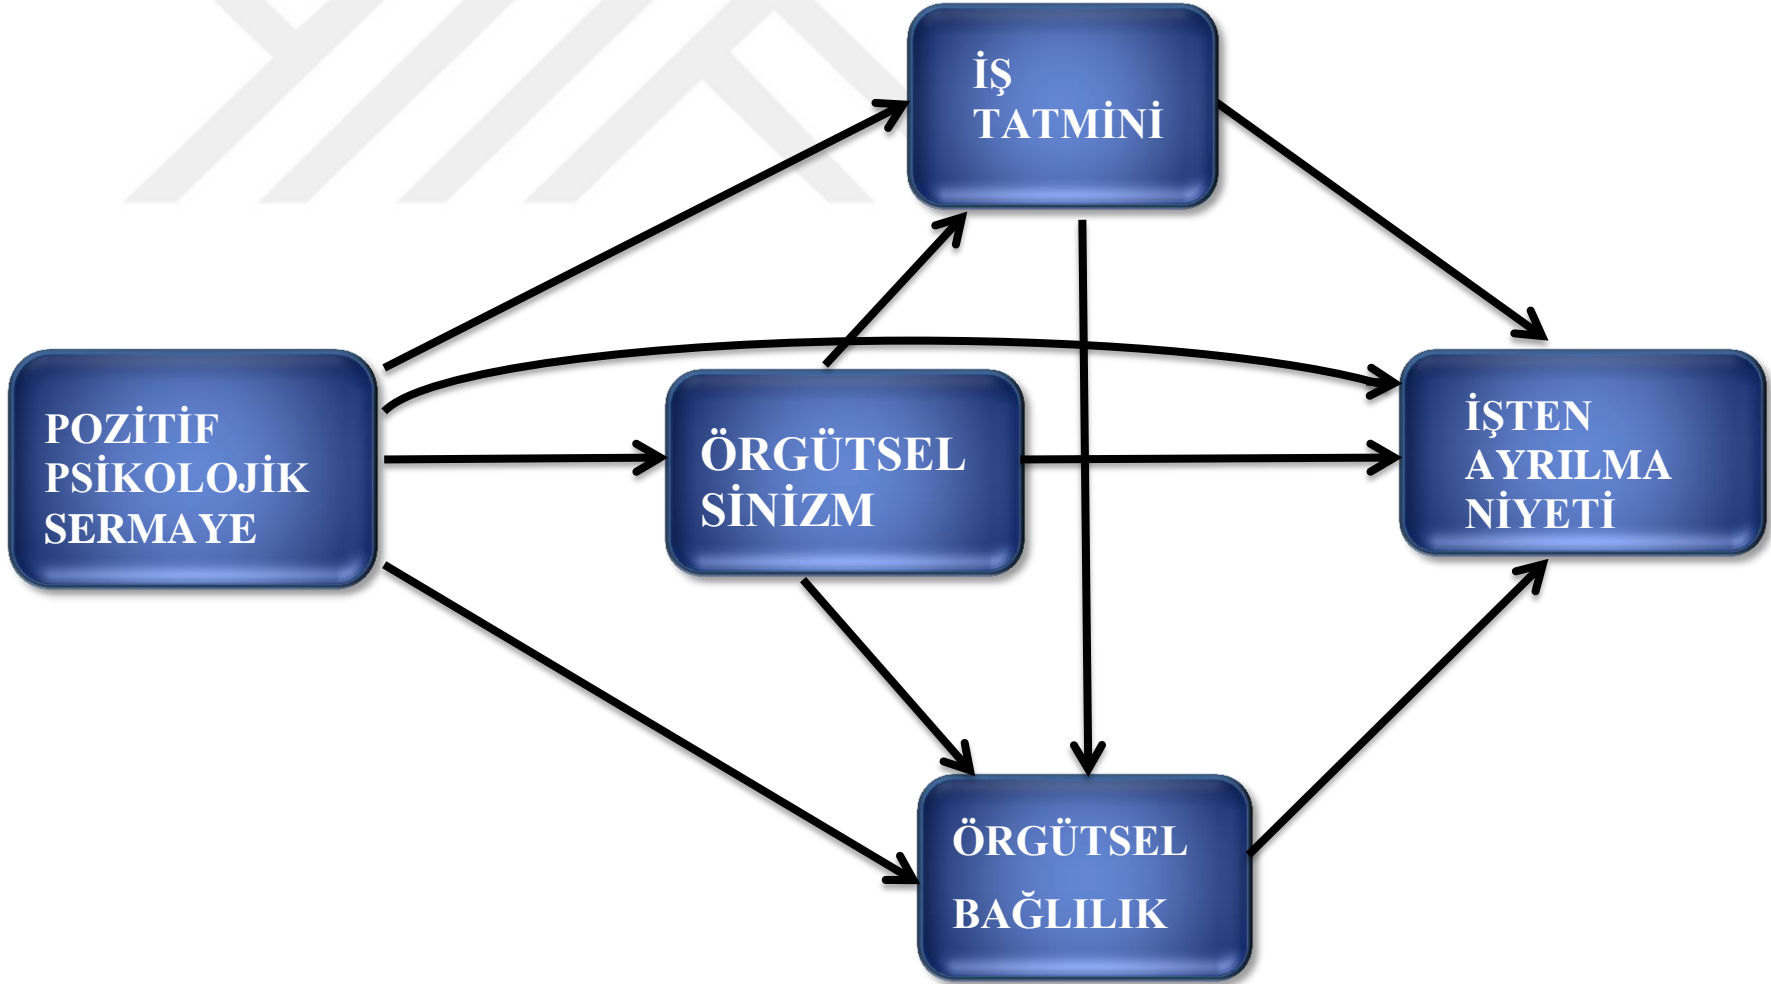 İŞ
TATMİNİ
POZİTİF
PSİKOLOJİK
SERMAYE
ÖRGÜTSEL
SİNİZM
İŞTEN
AYRILMA
NİYETİ
ÖRGÜTSEL
BAĞLILIK